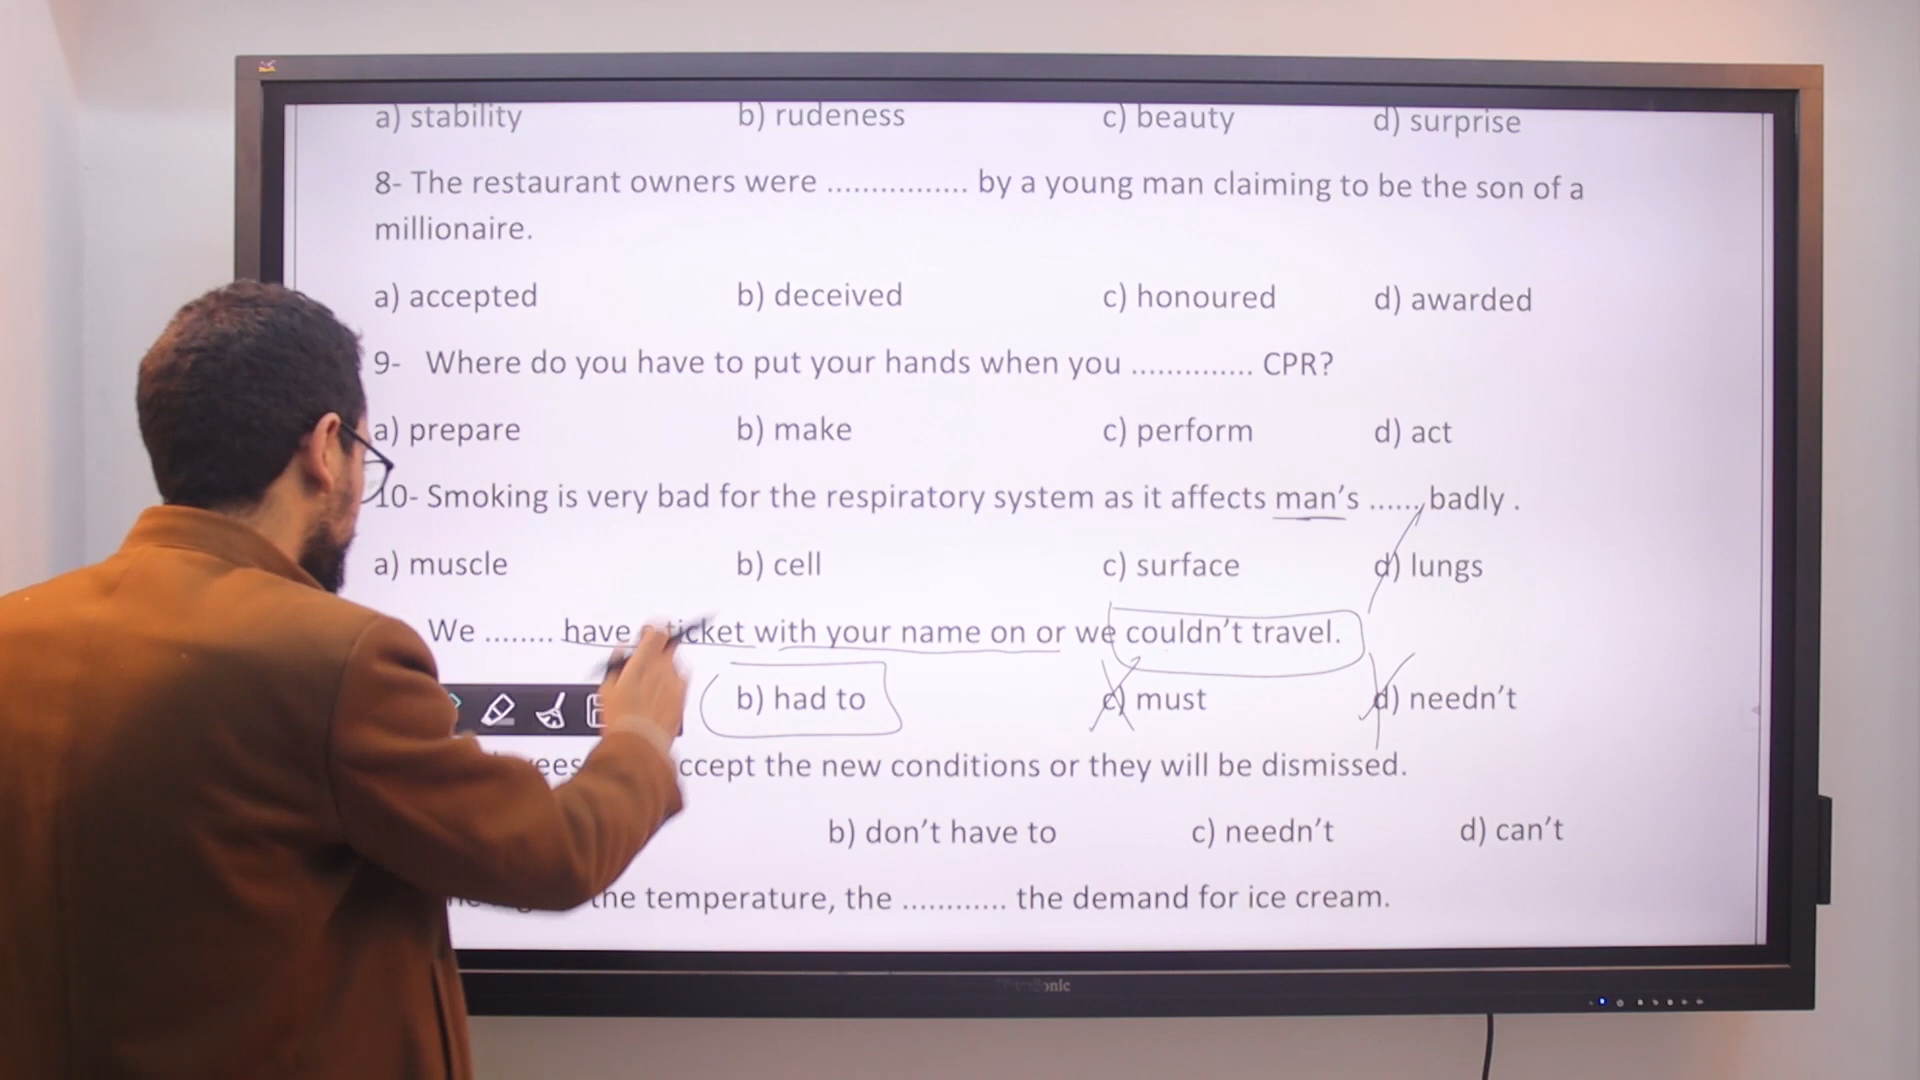 a) stability b) rudeness c) beauty d) surprise
8- The restaurant owners were ................ by a young man claiming to be the son of a
millionaire.
a) accepted b) deceived c) honoured d) awarded
9- Where do you have to put your hands when you .............. CPR?
a) prepare b) make c) perform d) act
10- Smoking is very bad for the respiratory system as it affects man's ...... badly .
a) muscle b) cell c) surface d) lungs
We ........ have ticket with your name on or we couldn't travel.
b) had to c) must d) needn't
accept the new conditions or they will be dismissed.
b) don't have to c) needn't d) can't
the temperature, the ............ the demand for ice cream.